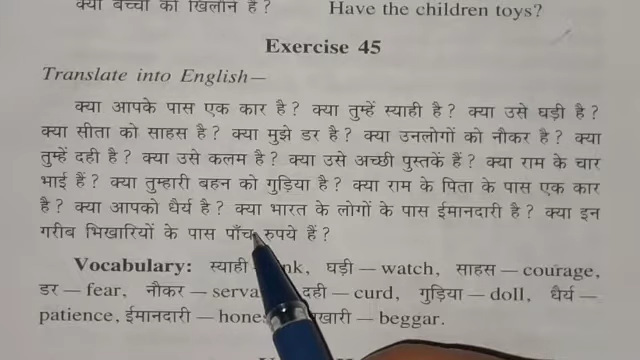 क्या बच्चों को खिलौने हैं ? Have the children toys?
Exercise 45
Translate into English—
क्या आपके पास एक कार है ? क्या तुम्हें स्याही है ? क्या उसे घड़ी है ?
क्या सीता को साहस है ? क्या मुझे डर है ? क्या उनलोगों को नौकर है ? क्या
तुम्हें दही है ? क्या उसे कलम है ? क्या उसे अच्छी पुस्तकें हैं ? क्या राम के चार
भाई हैं ? क्या तुम्हारी बहन को गुड़िया है ? क्या राम के पिता के पास एक कार
है ? क्या आपको धैर्य है ? क्या भारत के लोगों के पास ईमानदारी है ? क्या इन
गरीब भिखारियों के पास पाँच रुपये हैं ?
Vocabulary: स्याही — nk, घड़ी — watch, साहस — courage,
डर — fear, नौकर — serva दही — curd, गुड़िया — doll, धैर्य —
patience, ईमानदारी — hones खारी — beggar.